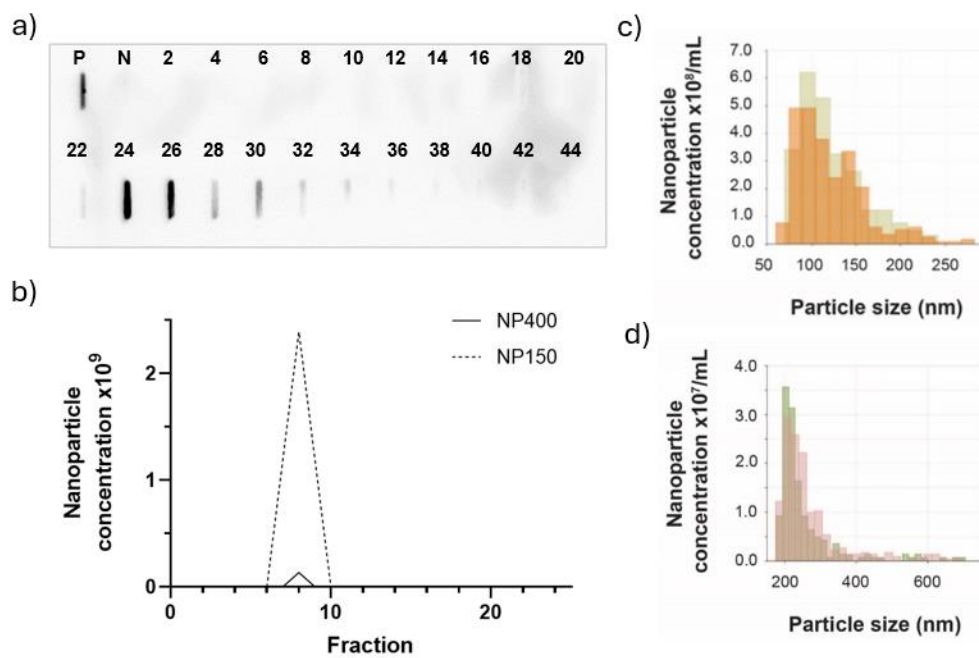 a)
P N 2 4 6 8 10 12 14 16 18 20
22 24 26 28 30 32 34 36 38 40 42 44
b)
NP400
NP150
Nanoparticle
concentration x10⁹
2
1
0
0 10 20
Fraction
c)
Nanoparticle
concentration x10⁸/mL
7.0
6.0
5.0
4.0
3.0
2.0
1.0
0.0
50 100 150 200 250
Particle size (nm)
d)
Nanoparticle
concentration x10⁷/mL
4.0
3.0
2.0
1.0
0.0
200 400 600
Particle size (nm)